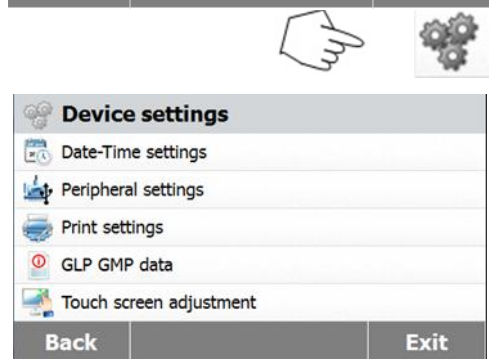 Device settings
Date-Time settings
Peripheral settings
Print settings
GLP GMP data
Touch screen adjustment
Back Exit